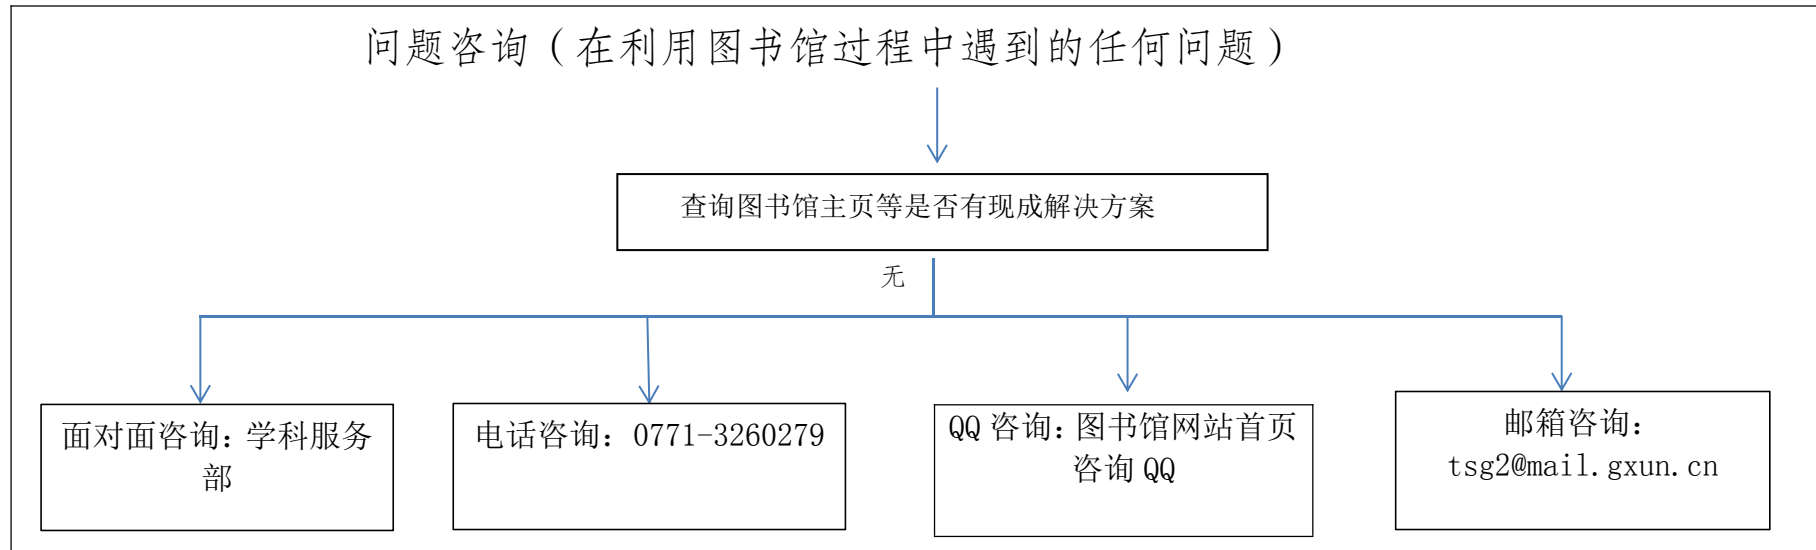 问题咨询（在利用图书馆过程中遇到的任何问题）
查询图书馆主页等是否有现成解决方案
无
面对面咨询：学科服务
部
电话咨询：0771-3260279
QQ 咨询：图书馆网站首页
咨询 QQ
邮箱咨询：
tsg2@mail.gxun.cn